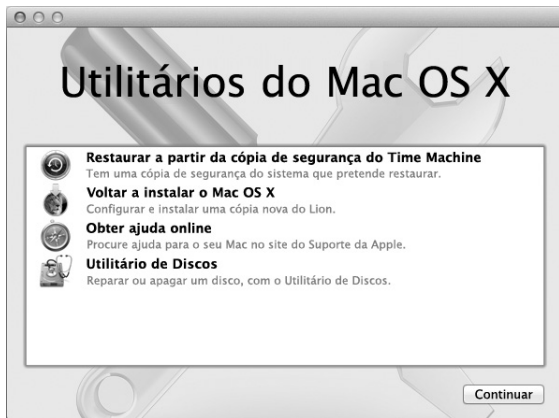 Utilitários do Mac OS X
Restaurar a partir da cópia de segurança do Time Machine
Tem uma cópia de segurança do sistema que pretende restaurar.
Voltar a instalar o Mac OS X
Configurar e instalar uma cópia nova do Lion.
Obter ajuda online
Procure ajuda para o seu Mac no site do Suporte da Apple.
Utilitário de Discos
Reparar ou apagar um disco, com o Utilitário de Discos.
Continuar